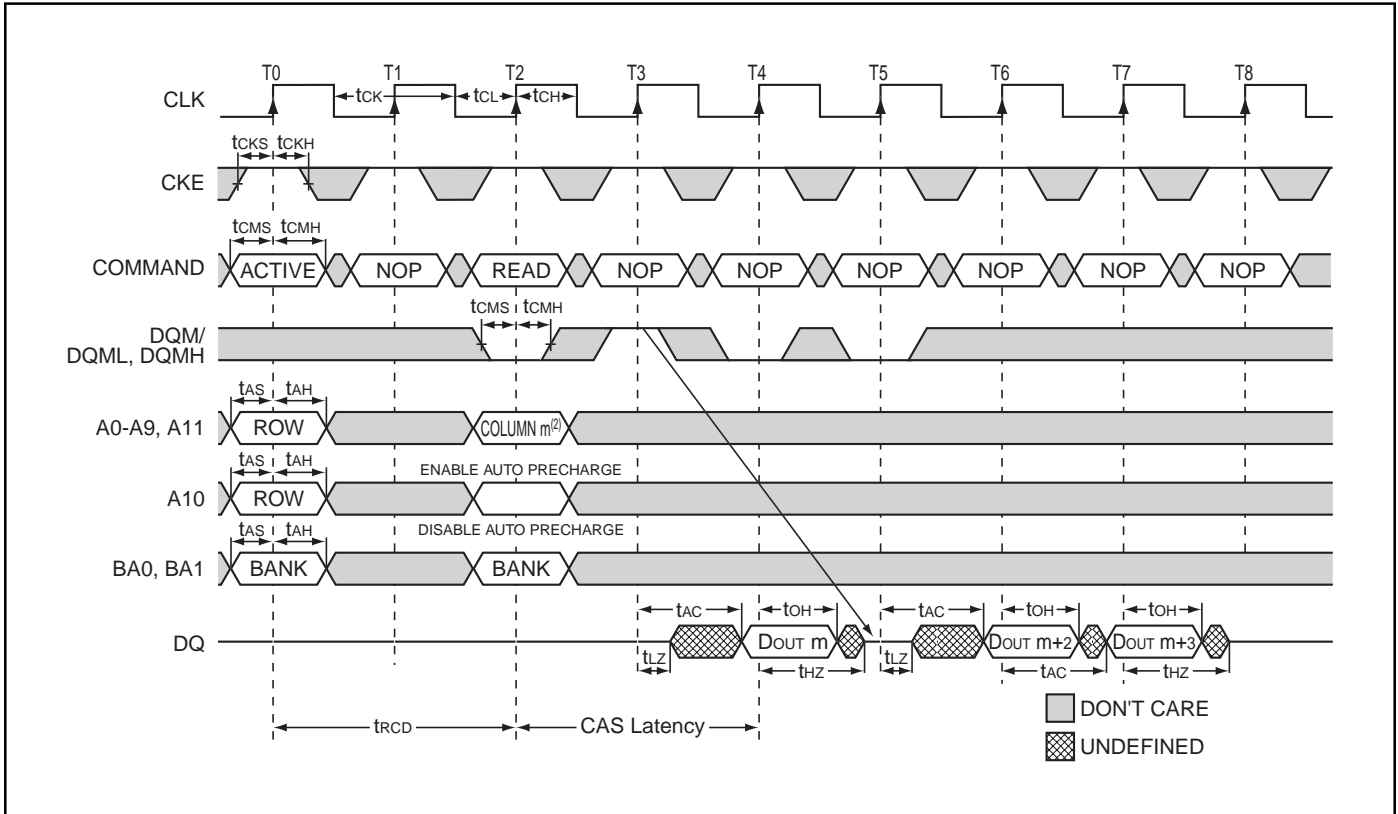 T0 T1 T2 T3 T4 T5 T6 T7 T8
CLK tCK tCL tCH
tCKS tCKH
CKE
tCMS tCMH
COMMAND ACTIVE NOP READ NOP NOP NOP NOP NOP NOP
tCMS tCMH
DQM/
DQML, DQMH
tAS tAH
A0-A9, A11 ROW COLUMN m(2)
tAS tAH ENABLE AUTO PRECHARGE
A10 ROW
tAS tAH DISABLE AUTO PRECHARGE
BA0, BA1 BANK BANK
tAC tOH tAC tOH tOH
DQ DOUT m DOUT m+2 DOUT m+3
tLZ tHZ tLZ tAC tHZ
tRCD CAS Latency
DON'T CARE
UNDEFINED